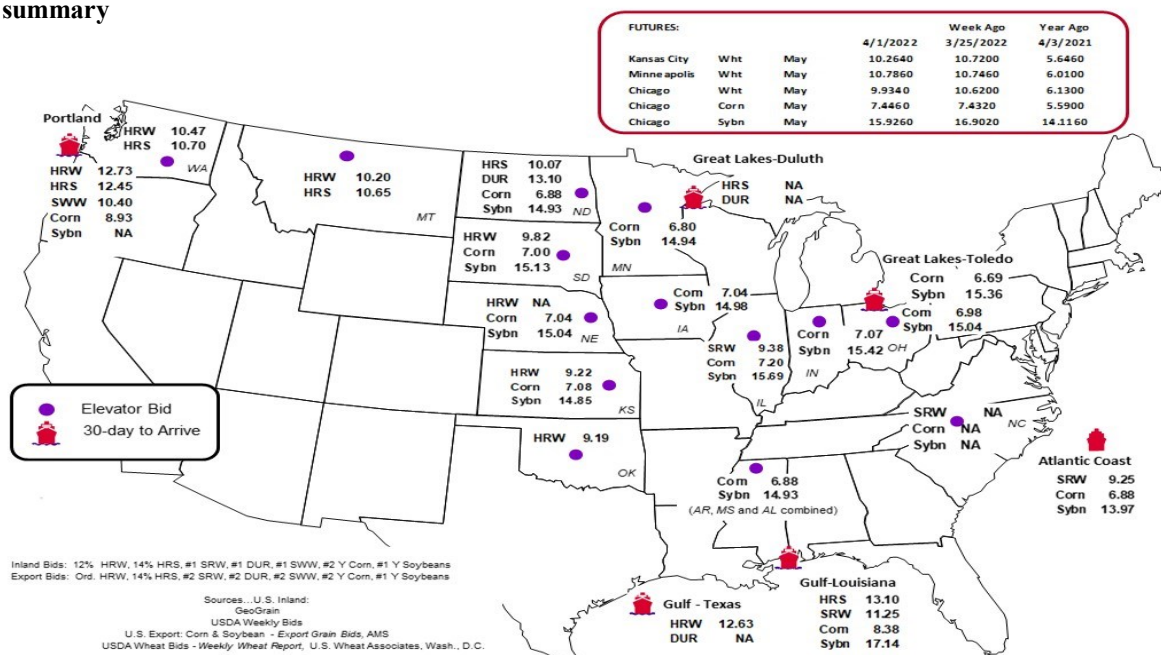 summary
FUTURES: Week Ago Year Ago
4/1/2022 3/25/2022 4/3/2021
Kansas City Wht May 10.2640 10.7200 5.6460
Minneapolis Wht May 10.7860 10.7460 6.0100
Chicago Wht May 9.9340 10.6200 6.1300
Chicago Corn May 7.4460 7.4320 5.5900
Chicago Sybn May 15.9260 16.9020 14.1160
Portland
HRW 12.73
HRS 12.45
SWW 10.40
Corn 8.93
Sybn NA
HRW 10.47
HRS 10.70
WA
HRW 10.20
HRS 10.65
MT
HRS 10.07
DUR 13.10
Corn 6.88
Sybn 14.93
ND
HRW 9.82
Corn 7.00
Sybn 15.13
SD
HRW NA
Corn 7.04
Sybn 15.04
NE
HRW 9.22
Corn 7.08
Sybn 14.85
KS
HRW 9.19
OK
Corn 6.80
Sybn 14.94
MN
Great Lakes-Duluth
HRS NA
DUR NA
Corn 7.04
Sybn 14.98
IA
SRW 9.38
Corn 7.20
Sybn 15.69
IL
Corn 7.07
Sybn 15.42
IN
Great Lakes-Toledo
Corn 6.69
Sybn 15.36
Corn 6.98
Sybn 15.04
OH
SRW NA
Corn NA
Sybn NA
NC
Atlantic Coast
SRW 9.25
Corn 6.88
Sybn 13.97
Corn 6.88
Sybn 14.93
(AR, MS and AL combined)
Gulf-Louisiana
HRS 13.10
SRW 11.25
Corn 8.38
Sybn 17.14
Gulf - Texas
HRW 12.63
DUR NA
Elevator Bid
30-day to Arrive
Inland Bids: 12% HRW, 14% HRS, #1 SRW, #1 DUR, #1 SWW, #2 Y Corn, #1 Y Soybeans
Export Bids: Ord. HRW, 14% HRS, #2 SRW, #2 DUR, #2 SWW, #2 Y Corn, #1 Y Soybeans
Sources...U.S. Inland:
GeoGrain
USDA Weekly Bids
U.S. Export: Corn & Soybean - Export Grain Bids, AMS
USDA Wheat Bids - Weekly Wheat Report, U.S. Wheat Associates, Wash., D.C.